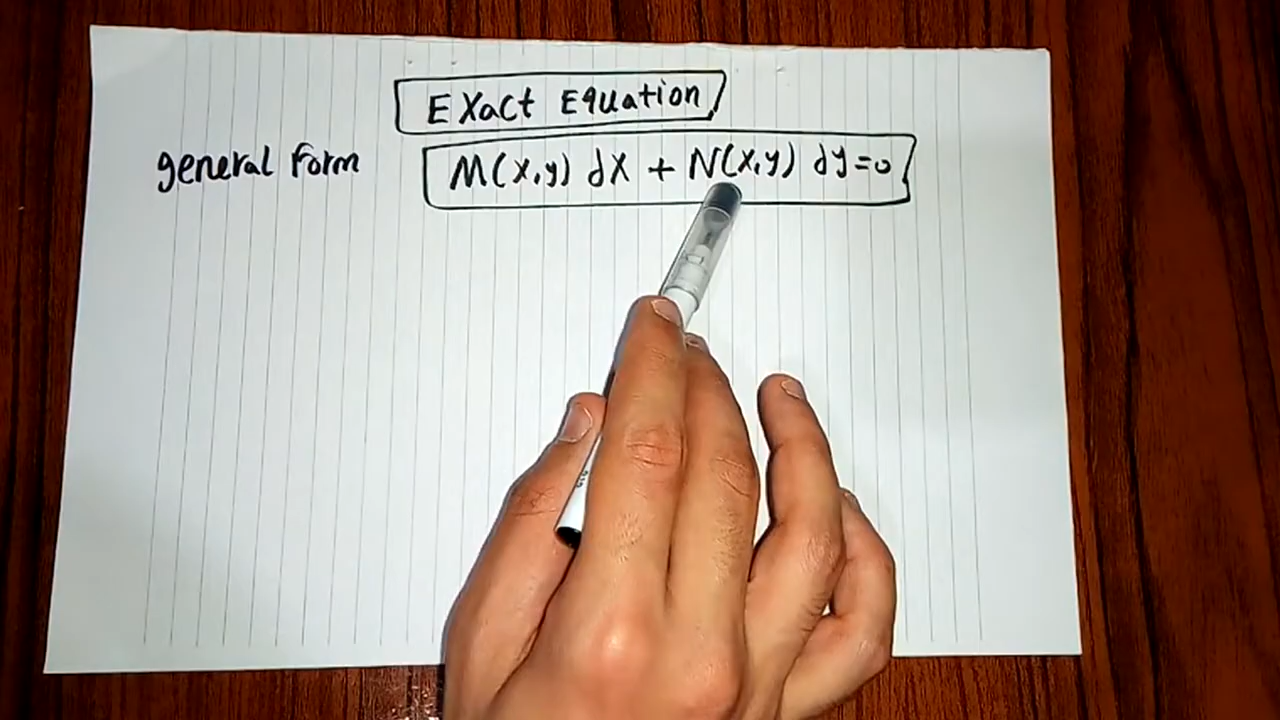 EXact Equation
general form M(x,y) dx + N(x,y) dy=0